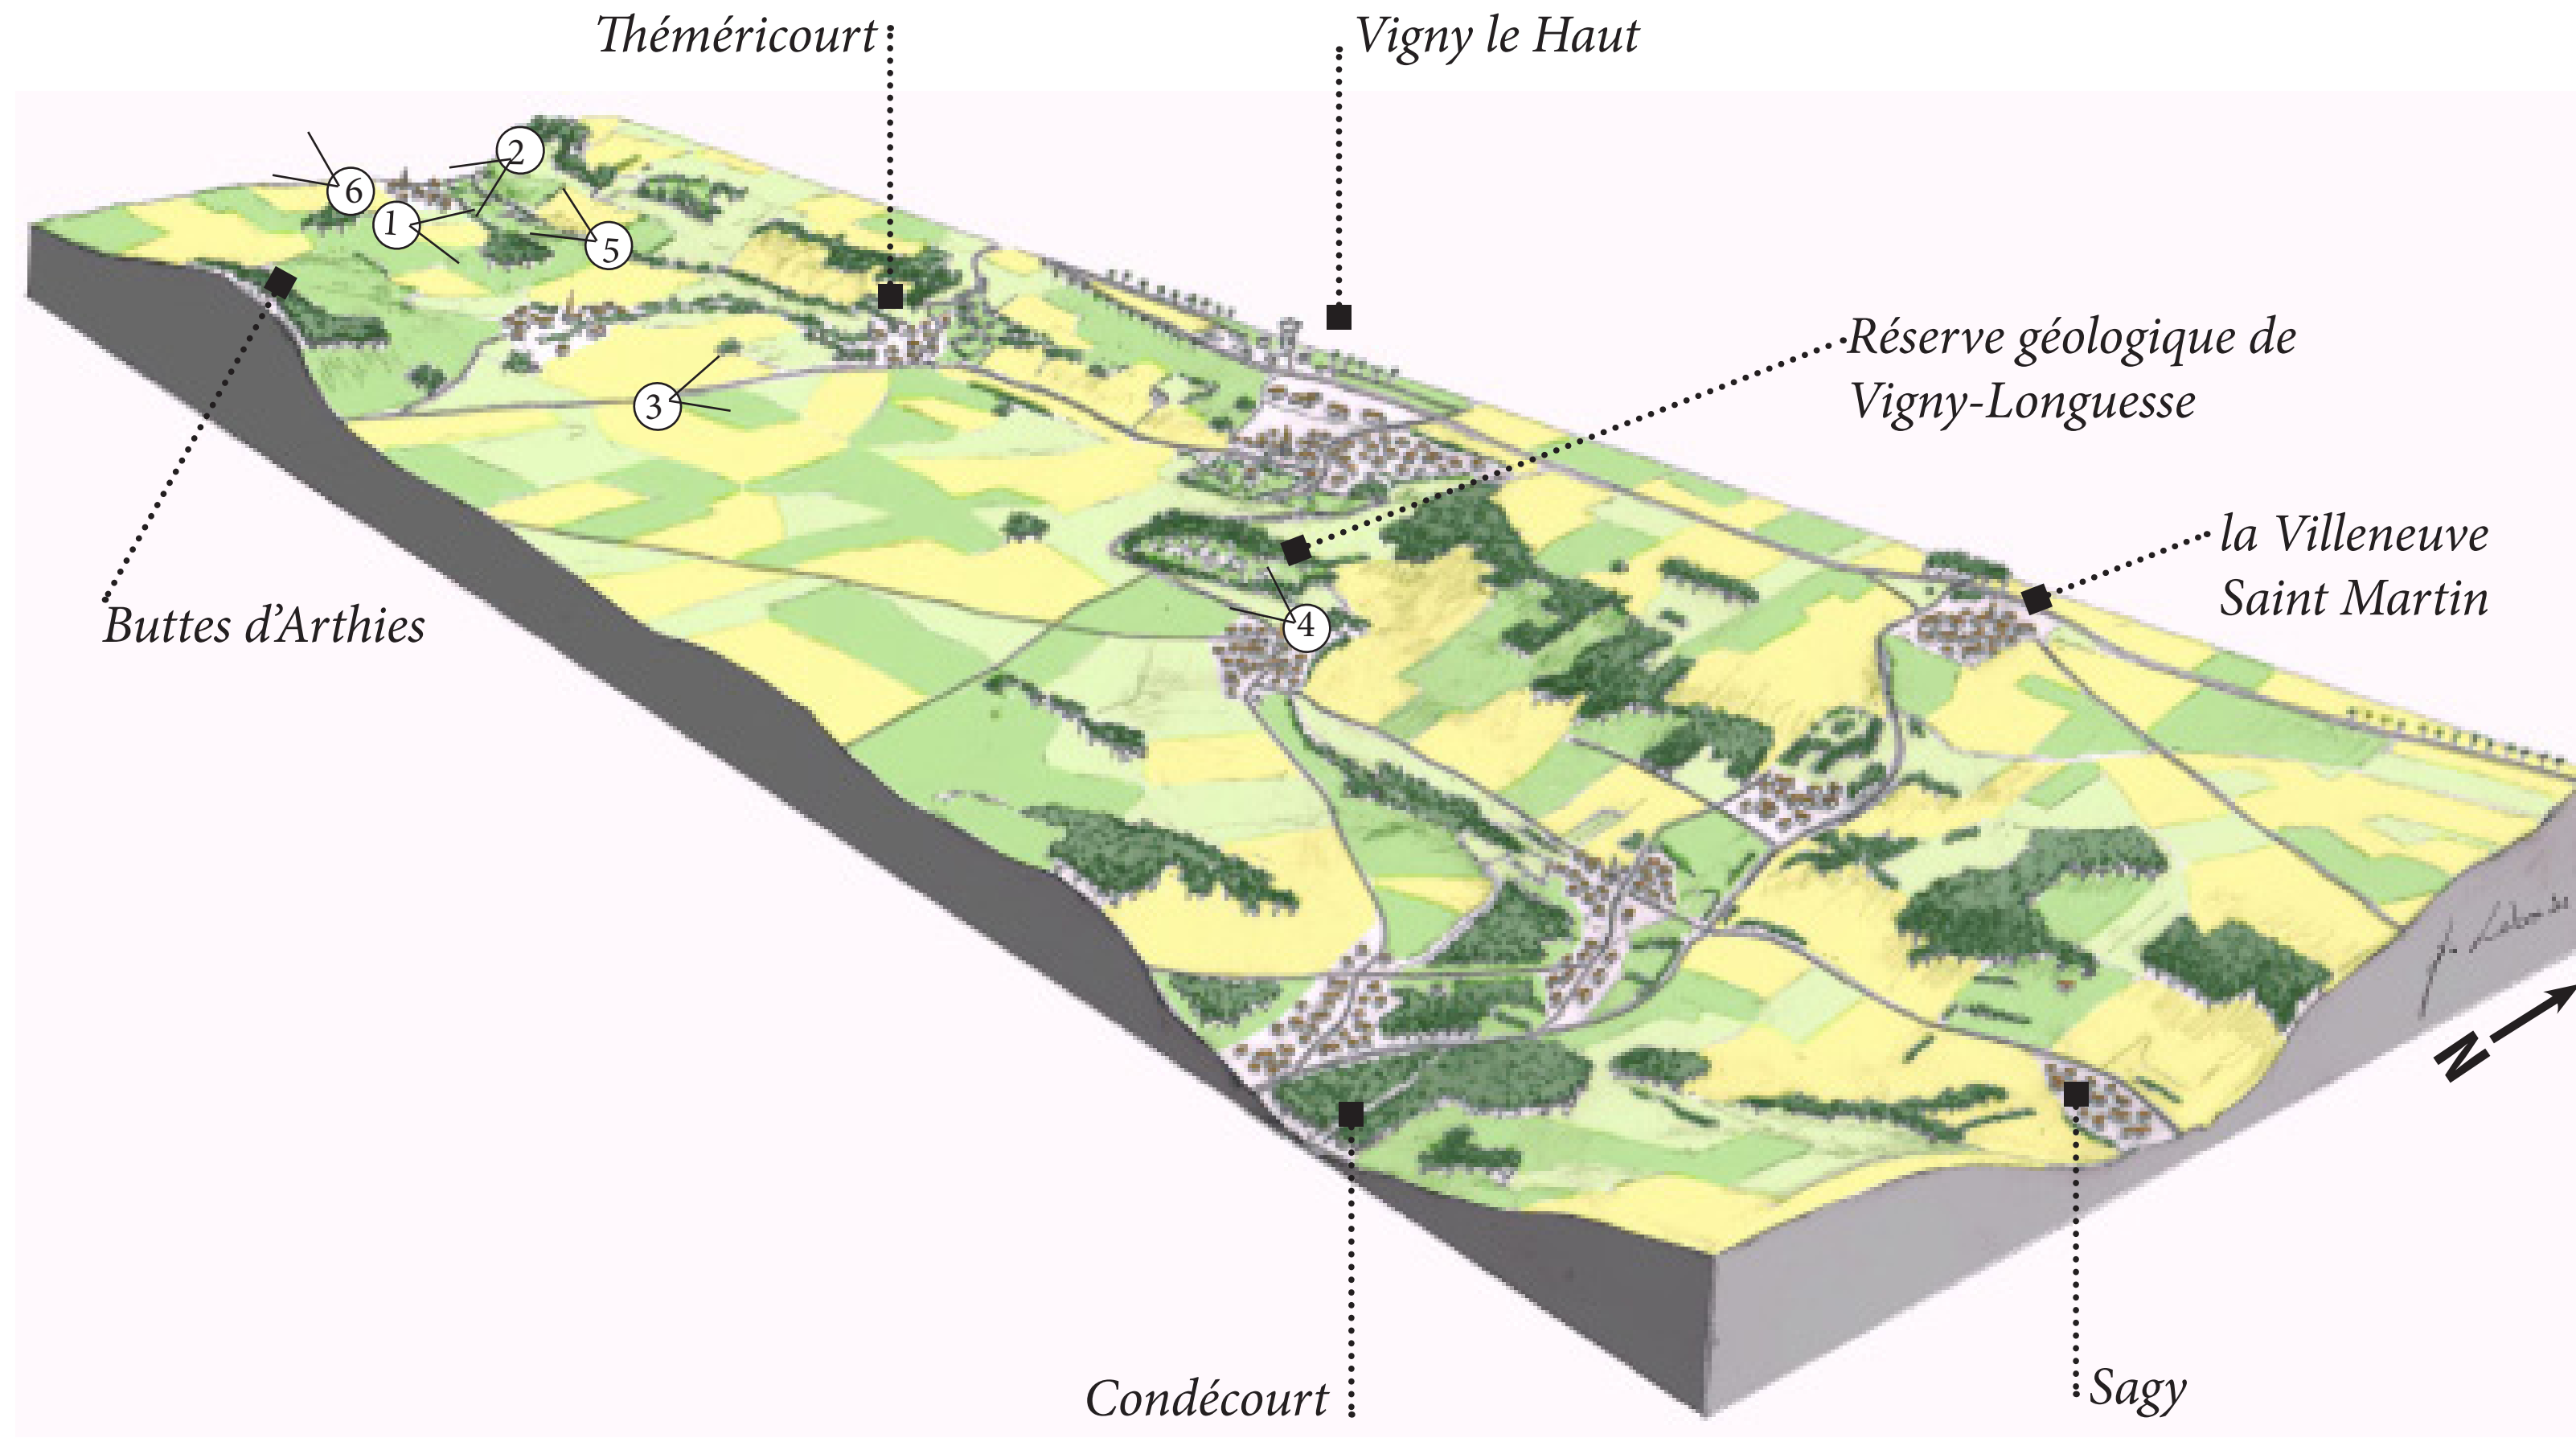 Théméricourt
Vigny le Haut
2
6
1
5
Réserve géologique de
Vigny-Longuesse
3
la Villeneuve
Saint Martin
Buttes d’Arthies
4
N
Condécourt
Sagy